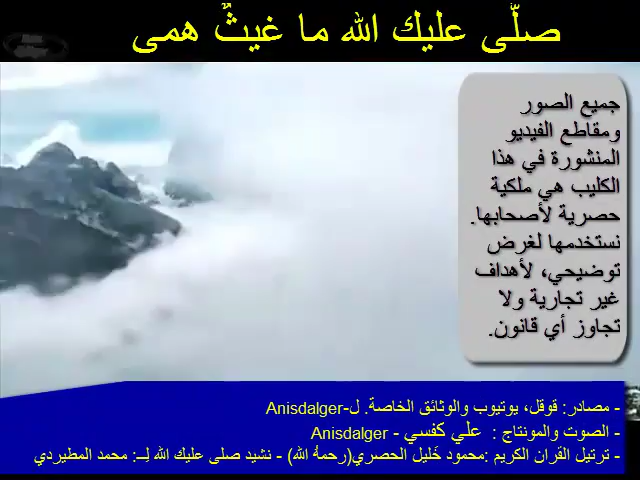 صلّى عليك الله ما غيثٌ همى
جميع الصور
ومقاطع الفيديو
المنشورة في هذا
الكليب هي ملكية
حصرية لأصحابها.
نستخدمها لغرض
توضيحي، لأهداف
غير تجارية ولا
تجاوز أي قانون.
- مصادر: قوقل، يوتيوب والوثائق الخاصة. ل-Anisdalger
- الصوت والمونتاج : علي كفسي - Anisdalger
- ترتيل القران الكريم :محمود خَليل الحصري(رحمهُ الله) - نشيد صلى عليك الله لِــ: محمد المطيردي